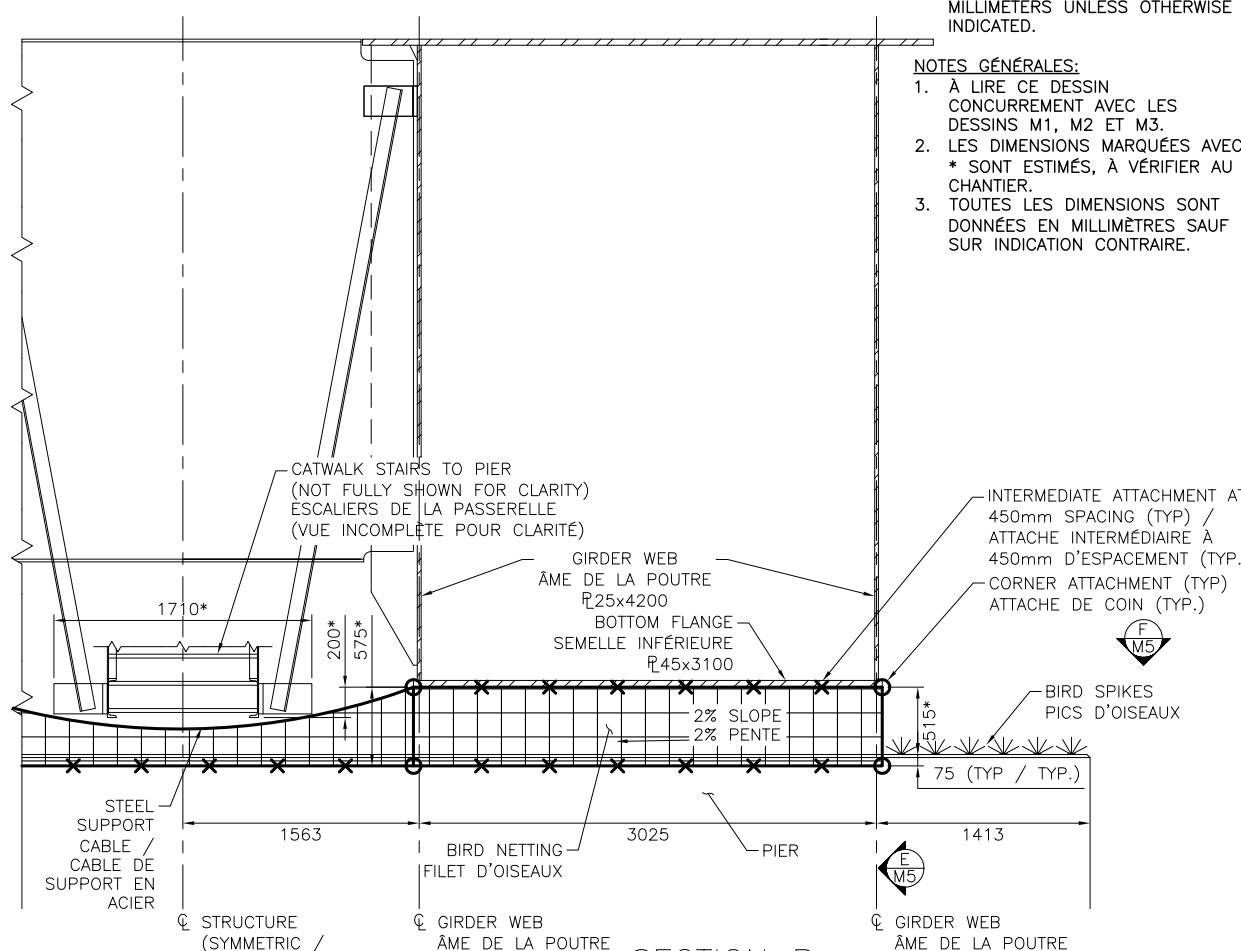 MILLIMETERS UNLESS OTHERWISE
INDICATED.
NOTES GÉNÉRALES:
1. À LIRE CE DESSIN
CONCURREMENT AVEC LES
DESSINS M1, M2 ET M3.
2. LES DIMENSIONS MARQUÉES AVEC
* SONT ESTIMÉS, À VÉRIFIER AU
CHANTIER.
3. TOUTES LES DIMENSIONS SONT
DONNÉES EN MILLIMÈTRES SAUF
SUR INDICATION CONTRAIRE.
CATWALK STAIRS TO PIER
(NOT FULLY SHOWN FOR CLARITY)
ESCALIERS DE LA PASSERELLE
(VUE INCOMPLÈTE POUR CLARITÉ)
INTERMEDIATE ATTACHMENT AT
450mm SPACING (TYP) /
ATTACHE INTERMÉDIAIRE À
450mm D'ESPACEMENT (TYP.
CORNER ATTACHMENT (TYP)
ATTACHE DE COIN (TYP.)
GIRDER WEB
ÂME DE LA POUTRE
PL25x4200
BOTTOM FLANGE
SEMELLE INFÉRIEURE
PL45x3100
F
M5
1710*
200*
575*
BIRD SPIKES
PICS D'OISEAUX
2% SLOPE
2% PENTE
515*
75 (TYP / TYP.)
STEEL
SUPPORT
CABLE /
CABLE DE
SUPPORT EN
ACIER
1563
3025
1413
BIRD NETTING
FILET D'OISEAUX
PIER
E
M5
℄ STRUCTURE
(SYMMETRIC /
℄ GIRDER WEB
ÂME DE LA POUTRE
℄ GIRDER WEB
ÂME DE LA POUTRE